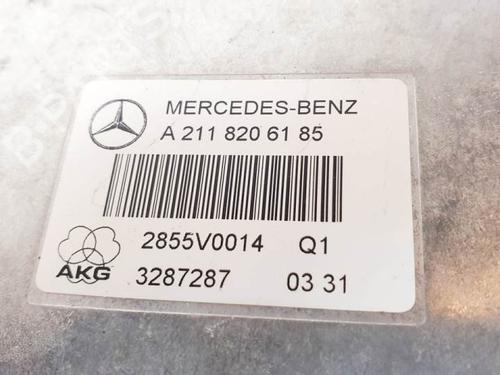 MERCEDES-BENZ
A 211 820 61 85
2855V0014 Q1
AKG
3287287 03 31